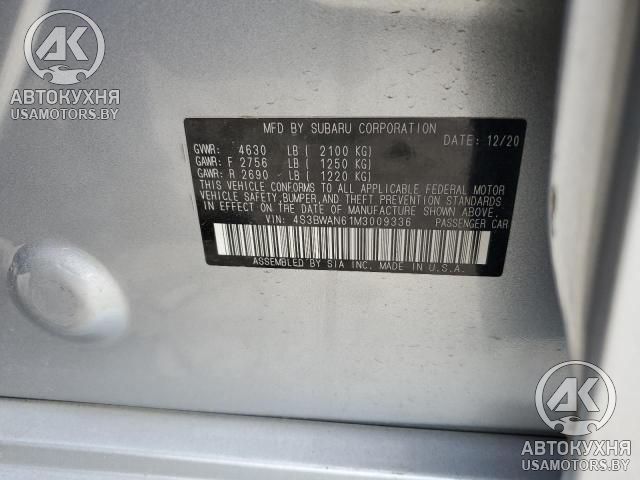 AK
АВТОКУХНЯ
USAMOTORS.BY
MFD BY SUBARU CORPORATION
DATE: 12/20
GVWR: 4630 LB ( 2100 KG)
GAWR: F 2756 LB ( 1250 KG)
GAWR: R 2690 LB ( 1220 KG)
THIS VEHICLE CONFORMS TO ALL APPLICABLE FEDERAL MOTOR
VEHICLE SAFETY, BUMPER, AND THEFT PREVENTION STANDARDS
IN EFFECT ON THE DATE OF MANUFACTURE SHOWN ABOVE.
VIN: 4S3BWAN61M3009336 PASSENGER CAR
ASSEMBLED BY SIA INC. MADE IN U.S.A.
AK
АВТОКУХНЯ
USAMOTORS.BY